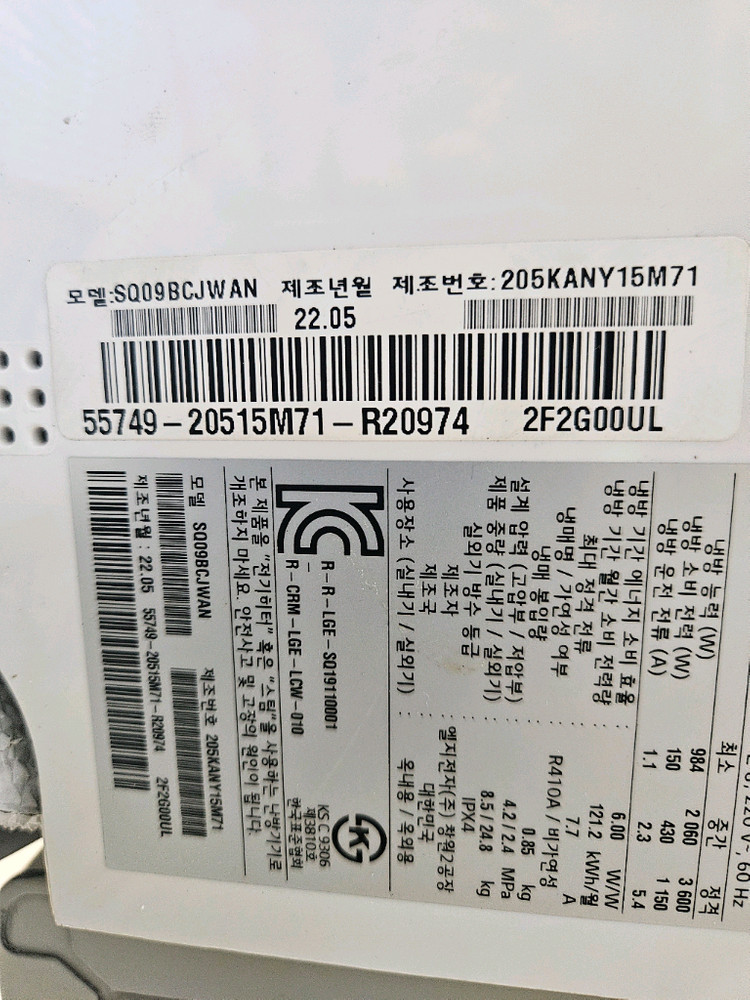 모델:SQ09BCJWAN 제조년월 제조번호:205KANY15M71
22.05
55749-20515M71-R20974 2F2G00UL
220V, 60 Hz
최소 중간 정격
냉방 능력 (W) 984 2 060 3 600
냉방 소비 전력 (W) 150 430 1 150
냉방 운전 전류 (A) 1.1 2.3 5.4
냉방 기간 에너지 소비 효율 : 6.00 W/W
냉방 기간 월간 소비 전력량 : 121.2 kWh/월
최대 정격 전류 : 7.7 A
냉매명 / 가연성 여부 : R410A / 비가연성
냉매 봉입량 : 0.85 kg
설계 압력 (고압부 / 저압부) : 4.2 / 2.4 MPa
제품 중량 (실내기 / 실외기) : 8.5 / 24.8 kg
실외기 방수 등급 : IPX4
제조자 : 엘지전자(주) 창원2공장
제조국 : 대한민국
사용장소 (실내기 / 실외기) : 옥내용 / 옥외용
R-R-LGE-SQ19110001
-
R-CRM-LGE-LCW-010
KS C 9306
제3810호
한국표준협회
본 제품을 "전기히터" 혹은 "스팀"을 사용하는 난방기기로
개조하지 마세요. 안전사고 및 고장의 원인이 됩니다.
모델 SQ09BCJWAN 제조번호 205KANY15M71
제조년월 : 22.05 55749-20515M71-R20974 2F2G00UL